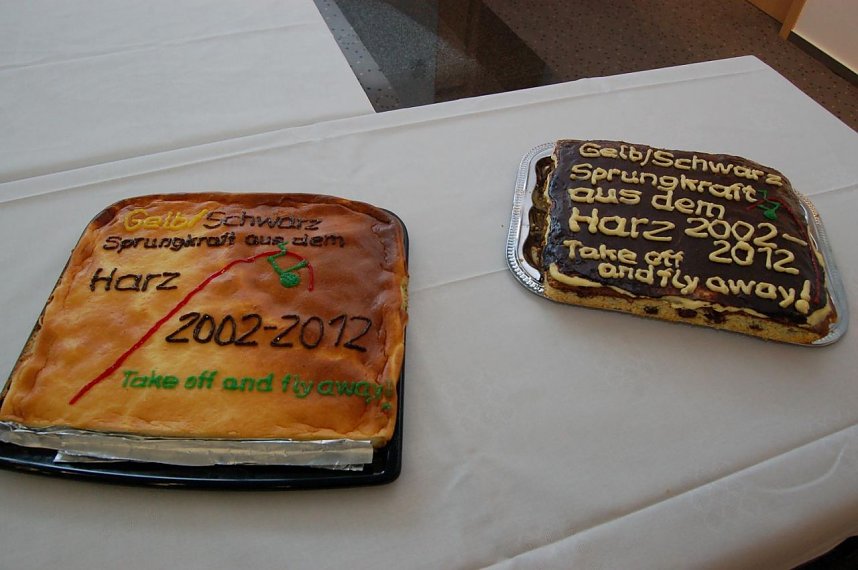 Gelb/Schwarz
Sprungkraft aus dem
Harz
2002-2012
Take off and fly away!
Gelb/Schwarz
Sprungkraft
aus dem
Harz 2002-
2012
Take off
and fly away!